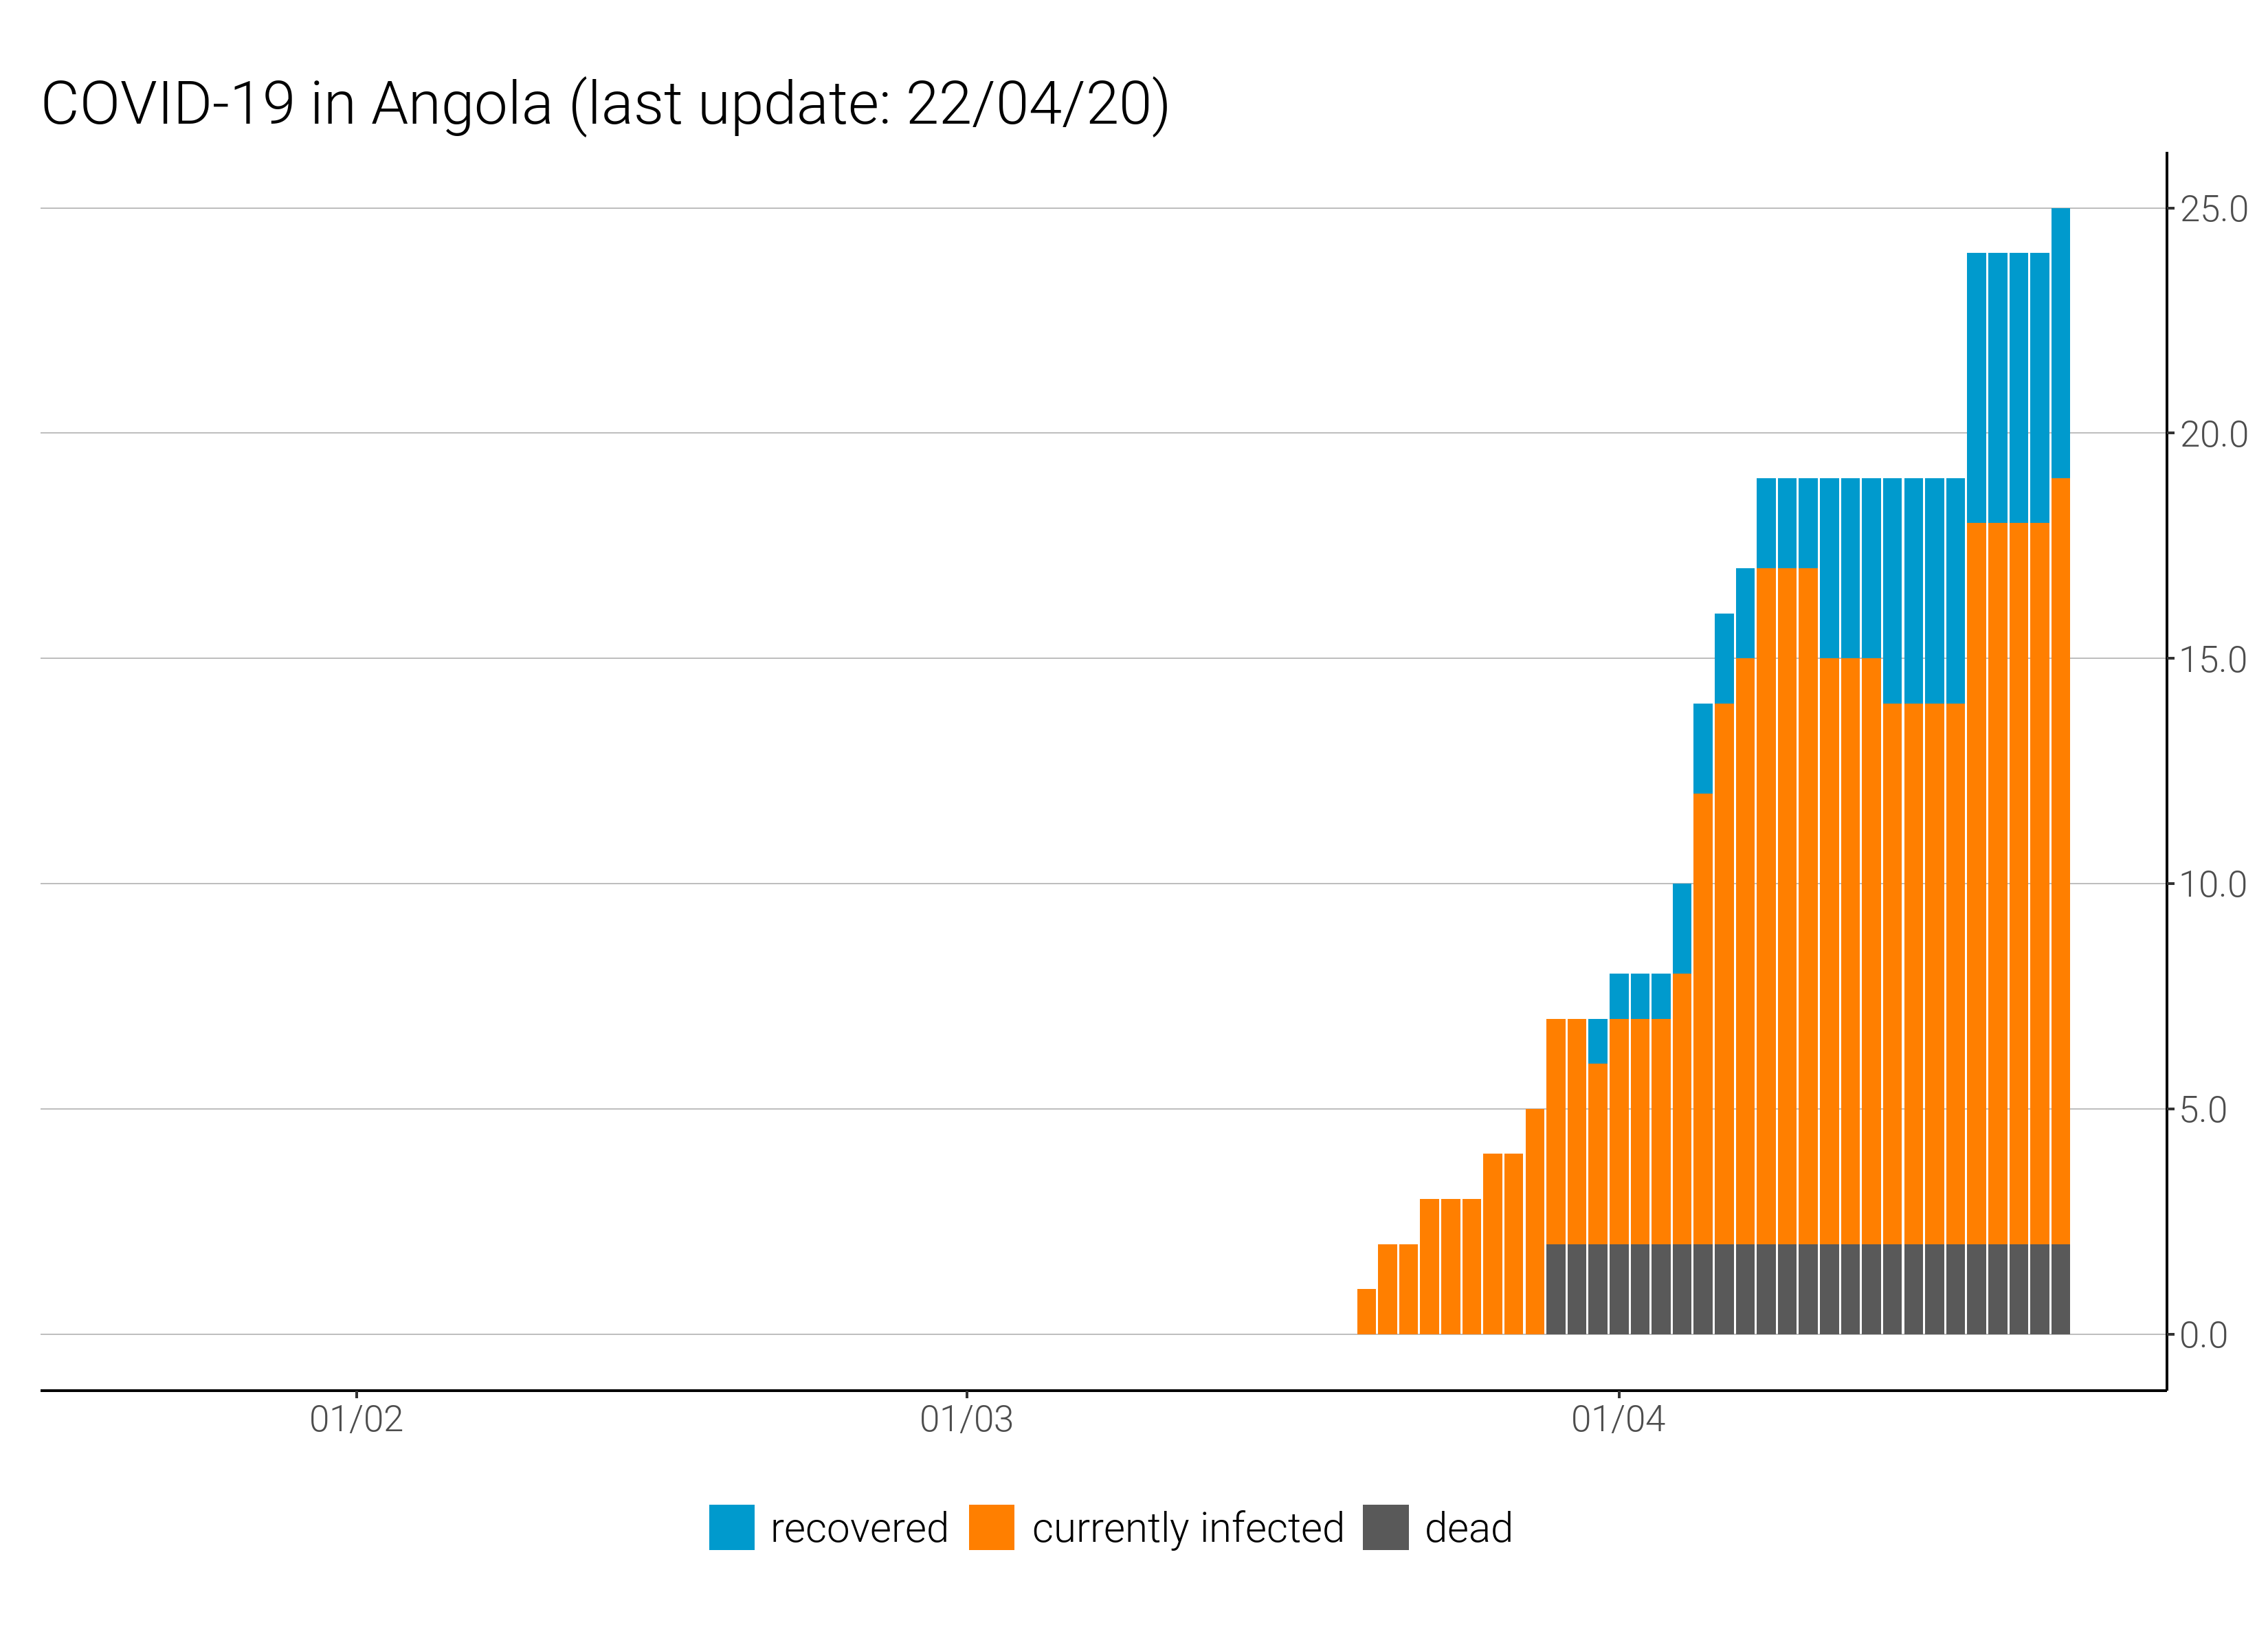 COVID-19 in Angola (last update: 22/04/20)
25.0
20.0
15.0
10.0
5.0
0.0
01/02 01/03 01/04
recovered currently infected dead